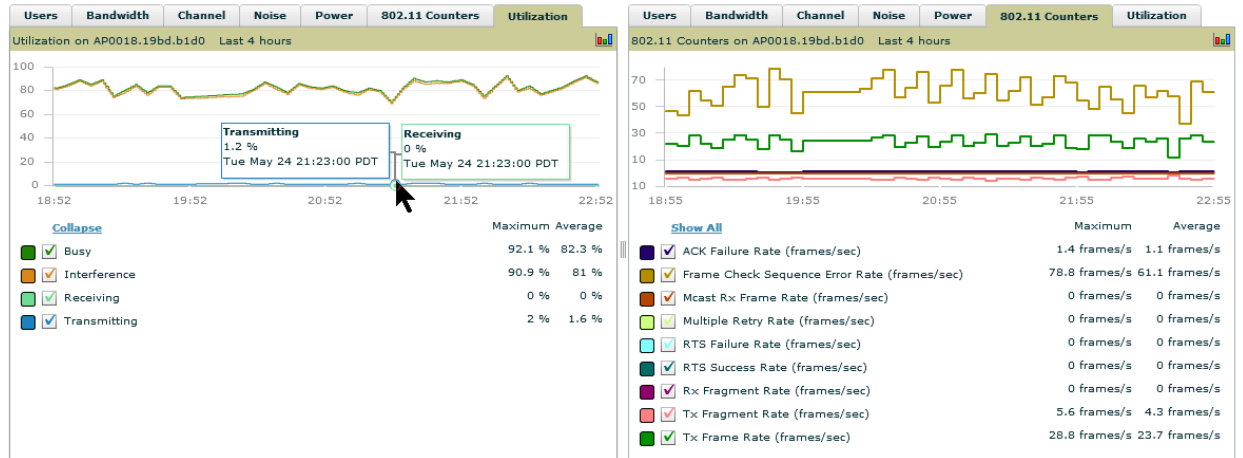 Users Bandwidth Channel Noise Power 802.11 Counters Utilization
Utilization on AP0018.19bd.b1d0 Last 4 hours
100
80
60
40
20
0
Transmitting
1.2 %
Tue May 24 21:23:00 PDT
Receiving
0 %
Tue May 24 21:23:00 PDT
18:52 19:52 20:52 21:52 22:52
Collapse Maximum Average
Busy 92.1 % 82.3 %
Interference 90.9 % 81 %
Receiving 0 % 0 %
Transmitting 2 % 1.6 %
Users Bandwidth Channel Noise Power 802.11 Counters Utilization
802.11 Counters on AP0018.19bd.b1d0 Last 4 hours
70
50
30
10
10
18:55 19:55 20:55 21:55 22:55
Show All Maximum Average
ACK Failure Rate (frames/sec) 1.4 frames/s 1.1 frames/s
Frame Check Sequence Error Rate (frames/sec) 78.8 frames/s 61.1 frames/s
Mcast Rx Frame Rate (frames/sec) 0 frames/s 0 frames/s
Multiple Retry Rate (frames/sec) 0 frames/s 0 frames/s
RTS Failure Rate (frames/sec) 0 frames/s 0 frames/s
RTS Success Rate (frames/sec) 0 frames/s 0 frames/s
Rx Fragment Rate (frames/sec) 0 frames/s 0 frames/s
Tx Fragment Rate (frames/sec) 5.6 frames/s 4.3 frames/s
Tx Frame Rate (frames/sec) 28.8 frames/s 23.7 frames/s